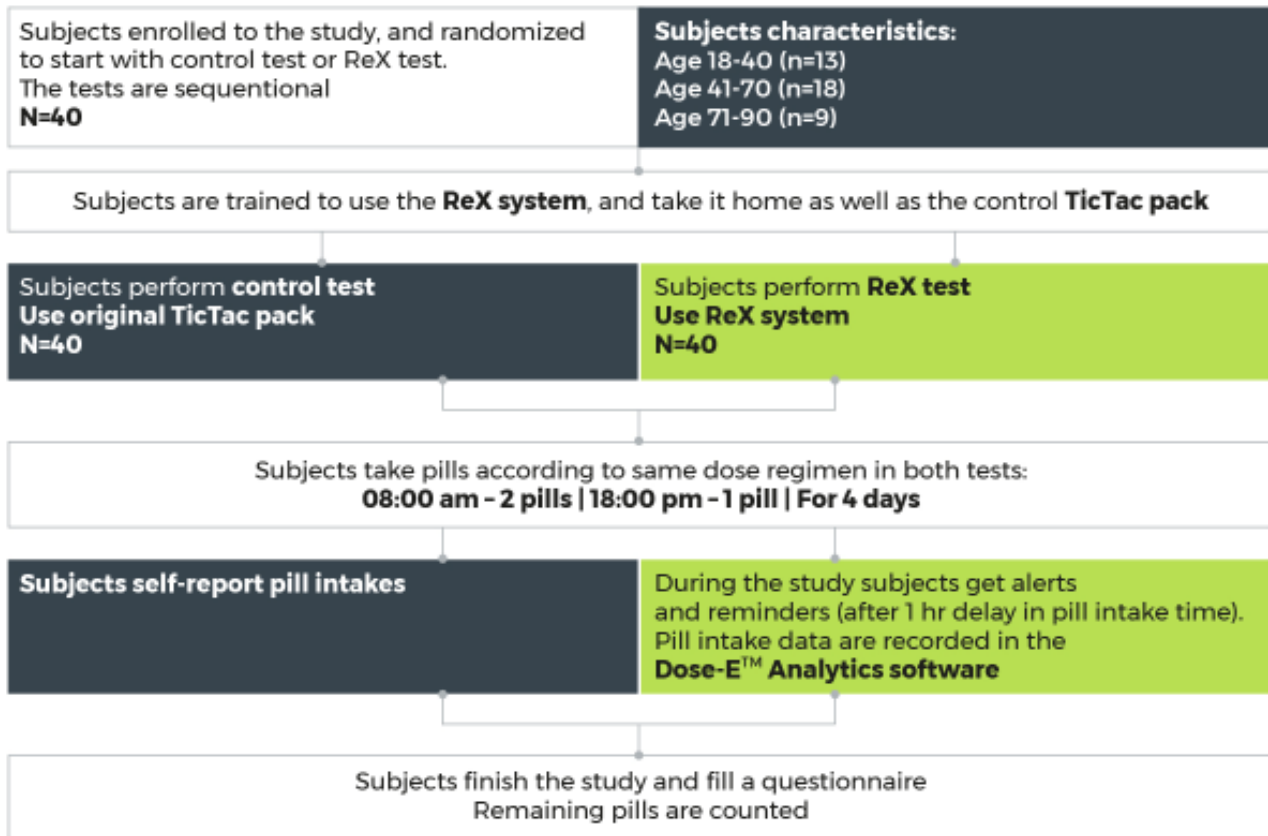 Subjects enrolled to the study, and randomized
to start with control test or ReX test.
The tests are sequentional
N=40
Subjects characteristics:
Age 18-40 (n=13)
Age 41-70 (n=18)
Age 71-90 (n=9)
Subjects are trained to use the ReX system, and take it home as well as the control TicTac pack
Subjects perform control test
Use original TicTac pack
N=40
Subjects perform ReX test
Use ReX system
N=40
Subjects take pills according to same dose regimen in both tests:
08:00 am – 2 pills | 18:00 pm – 1 pill | For 4 days
Subjects self-report pill intakes
During the study subjects get alerts
and reminders (after 1 hr delay in pill intake time).
Pill intake data are recorded in the
Dose-E™ Analytics software
Subjects finish the study and fill a questionnaire
Remaining pills are counted